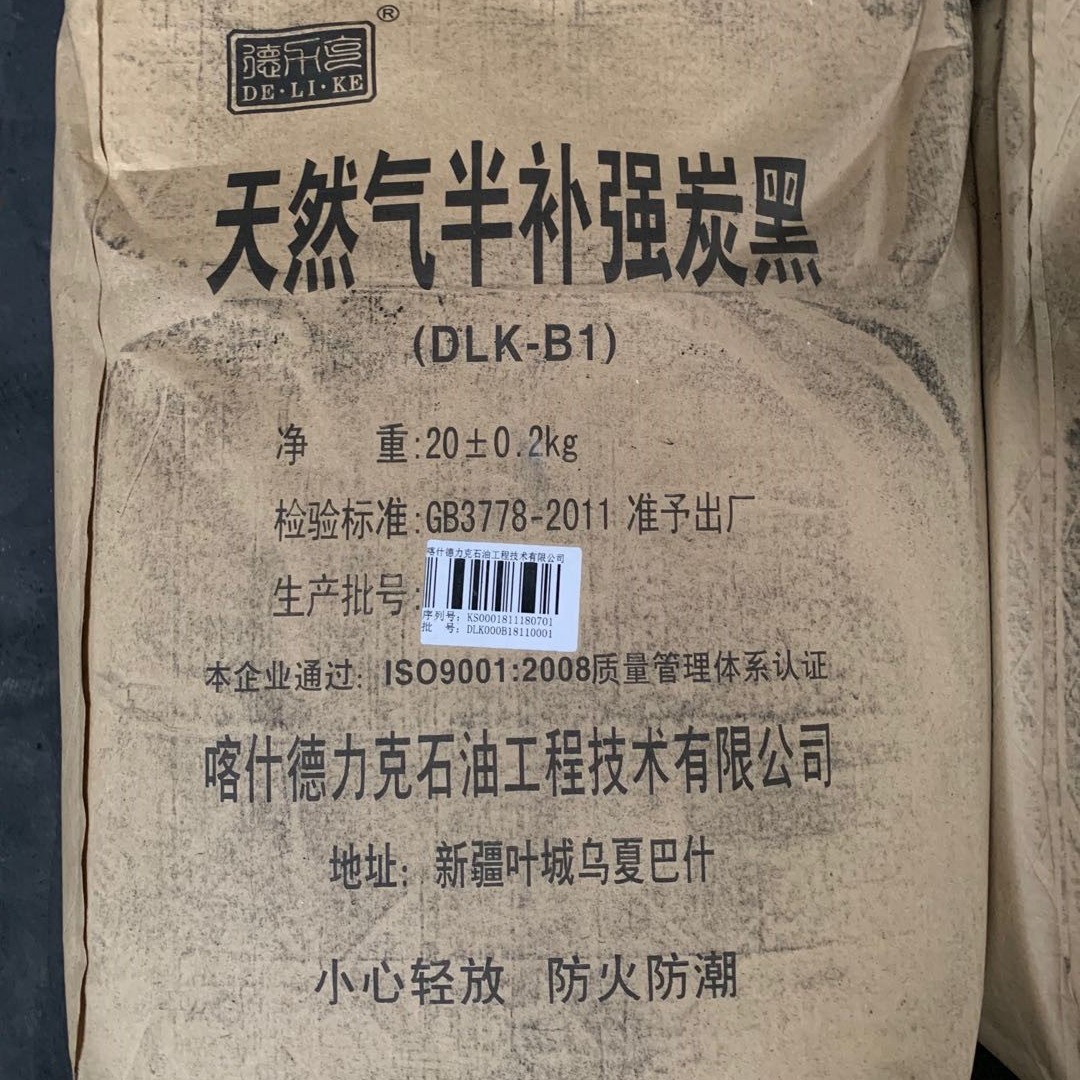 ®
德力克
DE·LI·KE
天然气半补强炭黑
(DLK-B1)
净 重:20±0.2kg
检验标准:GB3778-2011 准予出厂
生产批号:
喀什德力克石油工程技术有限公司
序列号: KS0001811180701
批 号: DLK000B18110001
本企业通过: ISO9001:2008质量管理体系认证
喀什德力克石油工程技术有限公司
地址: 新疆叶城乌夏巴什
小心轻放 防火防潮